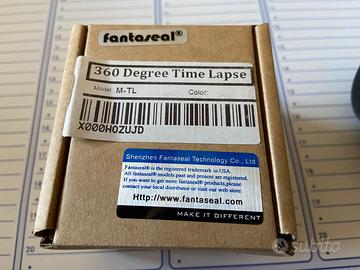 fantaseal®
360 Degree Time Lapse
Model: M-TL Color:
X000H0ZUJD
Shenzhen Fantaseal Technology Co., Ltd
Fantaseal® is the registered trademark in USA.
All fantaseal® models past and present are registered.
If you want to get more fantaseal® products,please
contact your local distributor or visit our web store:
Http://www.fantaseal.com
MAKE IT DIFFERENT
subito